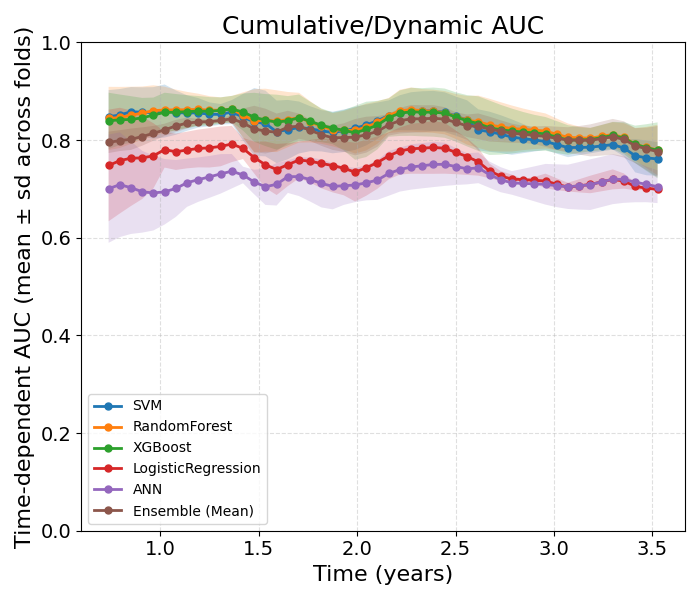 Cumulative/Dynamic AUC
Time-dependent AUC (mean ± sd across folds)
1.0
0.8
0.6
0.4
0.2
0.0
SVM
RandomForest
XGBoost
LogisticRegression
ANN
Ensemble (Mean)
1.0 1.5 2.0 2.5 3.0 3.5
Time (years)